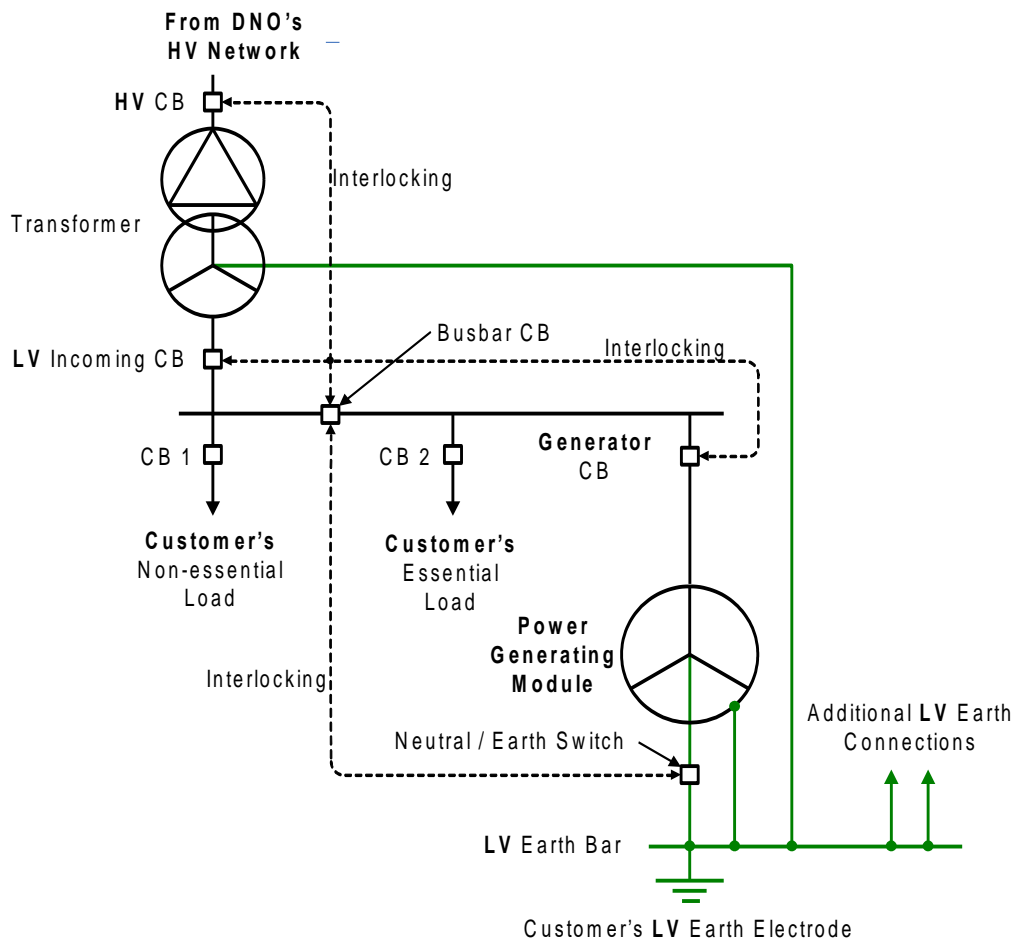 From DNO's
HV Network
HV CB
Interlocking
Transformer
Busbar CB
LV Incoming CB
Interlocking
CB 1
CB 2
Generator
CB
Customer's
Non-essential
Load
Customer's
Essential
Load
Power
Generating
Module
Interlocking
Additional LV Earth
Connections
Neutral / Earth Switch
LV Earth Bar
Customer's LV Earth Electrode